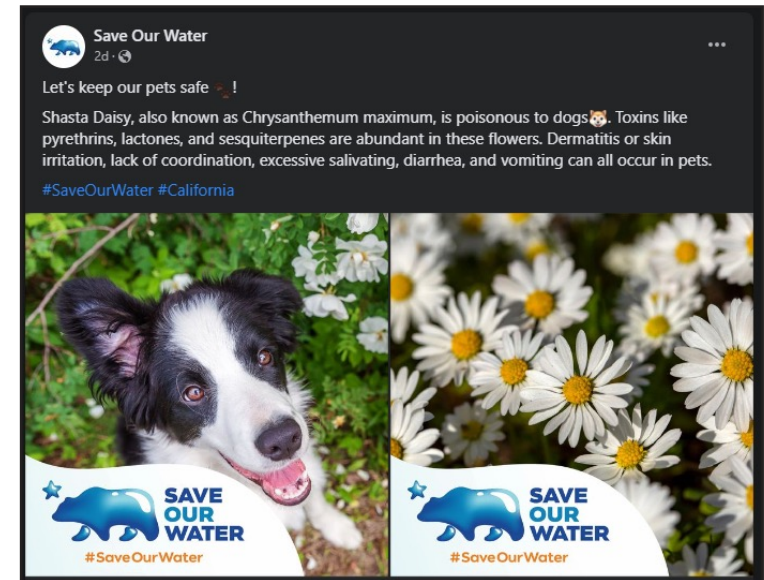 Save Our Water
2d ·
Let's keep our pets safe 🐾!
Shasta Daisy, also known as Chrysanthemum maximum, is poisonous to dogs🐶. Toxins like
pyrethrins, lactones, and sesquiterpenes are abundant in these flowers. Dermatitis or skin
irritation, lack of coordination, excessive salivating, diarrhea, and vomiting can all occur in pets.
#SaveOurWater #California
SAVE
OUR
WATER
#SaveOurWater
SAVE
OUR
WATER
#SaveOurWater